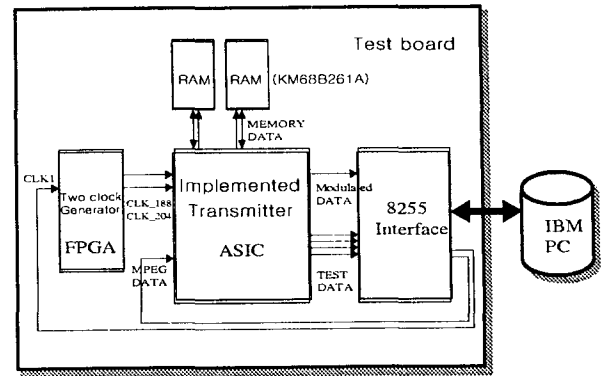 Test board
RAM
RAM
(KM68B261A)
MEMORY
DATA
CLK1
Two clock
Generator
FPGA
CLK_188
CLK_204
Implemented
Transmitter
ASIC
MPEG
DATA
Modulated
DATA
TEST
DATA
8255
Interface
IBM
PC